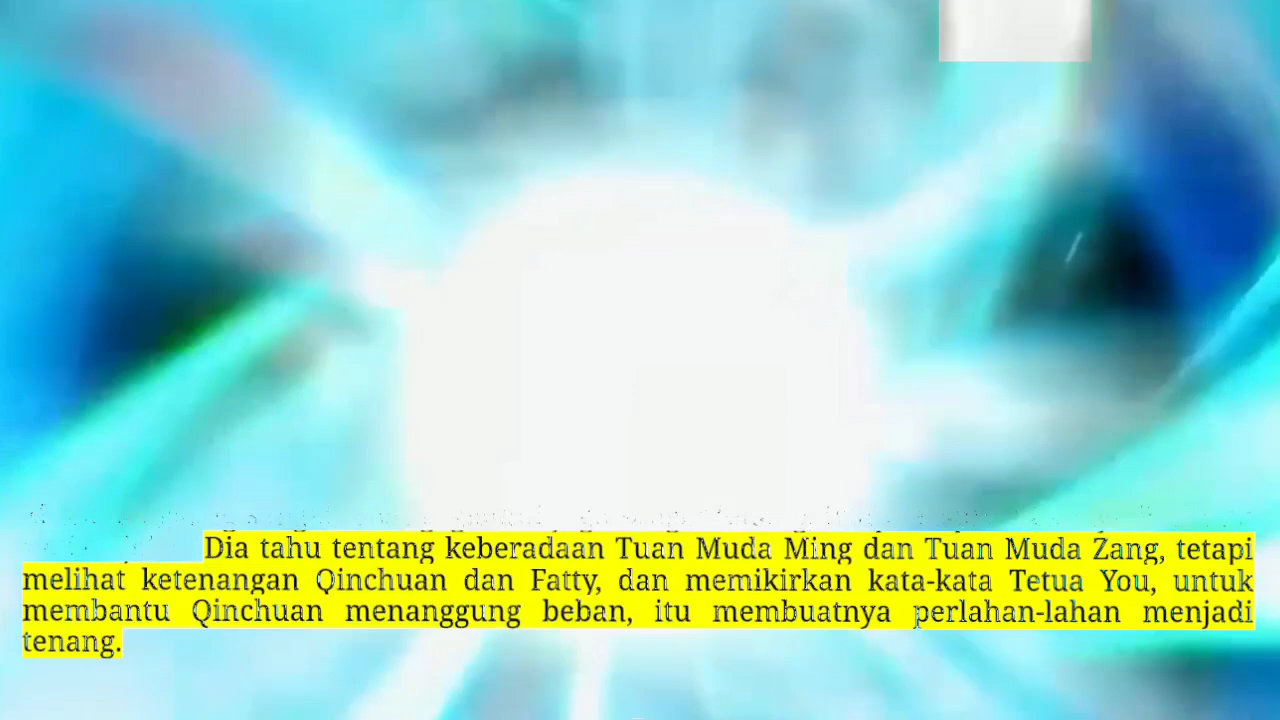 Dia tahu tentang keberadaan Tuan Muda Ming dan Tuan Muda Zang, tetapi
melihat ketenangan Qinchuan dan Fatty, dan memikirkan kata-kata Tetua You, untuk
membantu Qinchuan menanggung beban, itu membuatnya perlahan-lahan menjadi
tenang.